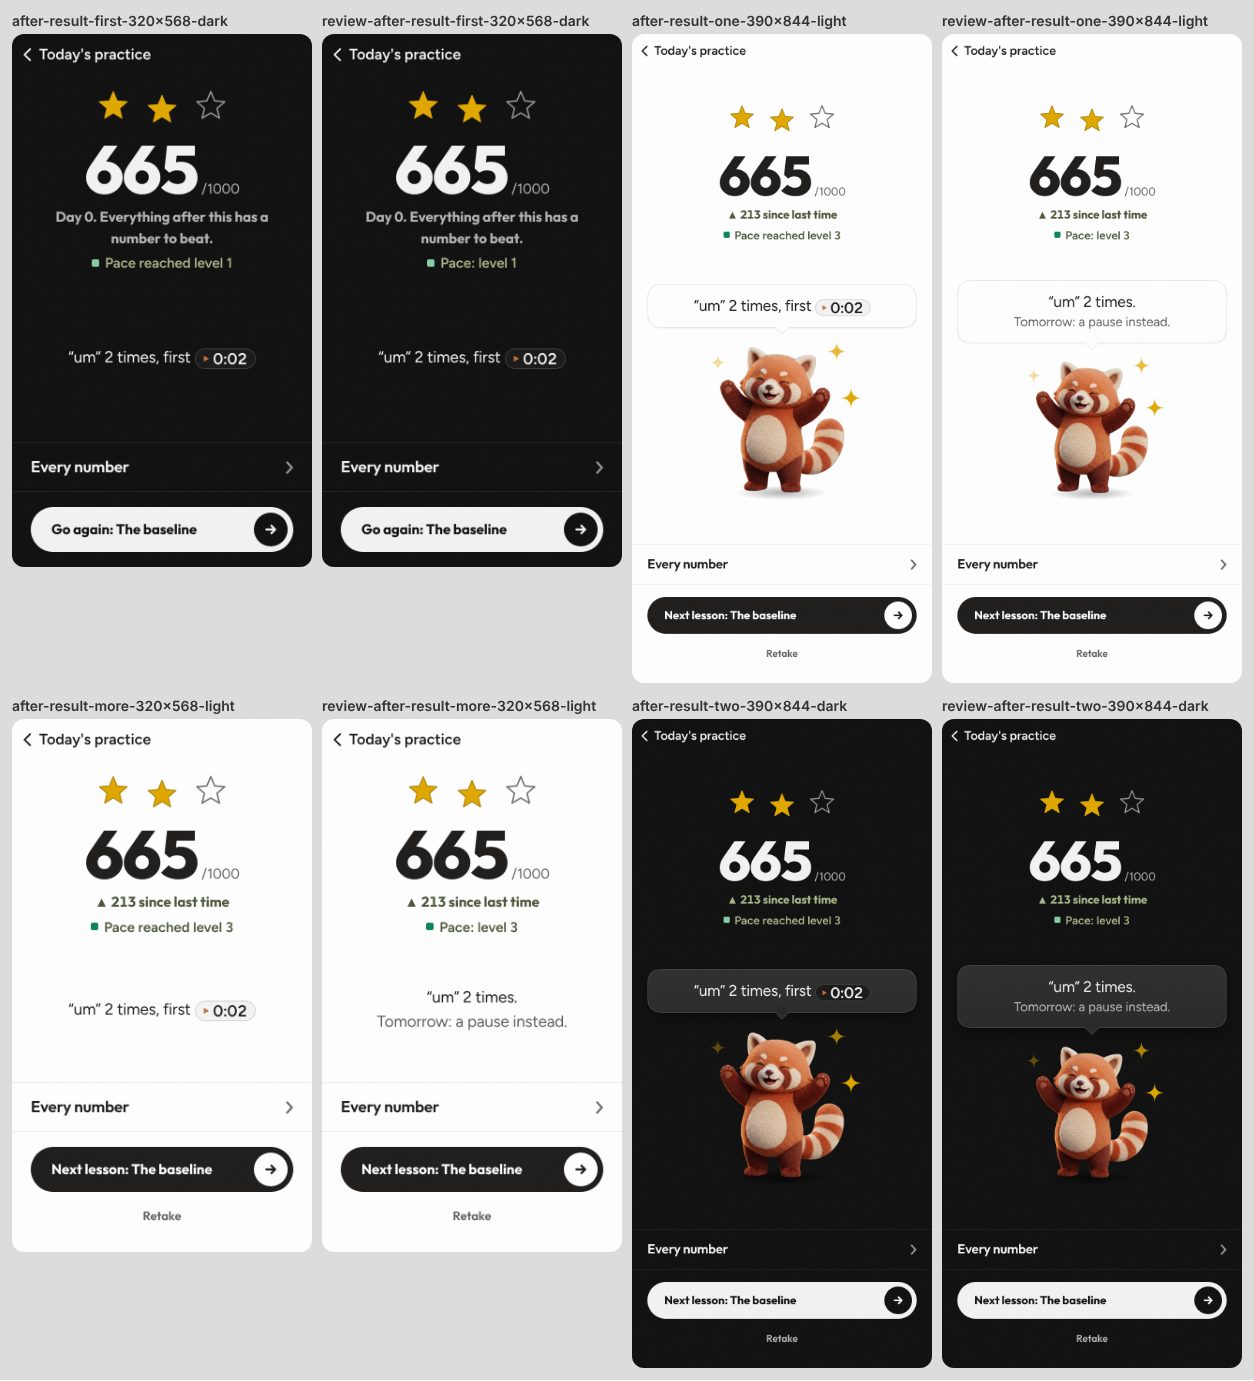 after-result-first-320×568-dark
Today's practice
665 /1000
Day 0. Everything after this has a
number to beat.
Pace reached level 1
“um” 2 times, first ▸ 0:02
Every number
Go again: The baseline
review-after-result-first-320×568-dark
Today's practice
665 /1000
Day 0. Everything after this has a
number to beat.
Pace: level 1
“um” 2 times, first ▸ 0:02
Every number
Go again: The baseline
after-result-one-390×844-light
Today's practice
665 /1000
▲ 213 since last time
Pace reached level 3
“um” 2 times, first ▸ 0:02
Every number
Next lesson: The baseline
Retake
review-after-result-one-390×844-light
Today's practice
665 /1000
▲ 213 since last time
Pace: level 3
“um” 2 times.
Tomorrow: a pause instead.
Every number
Next lesson: The baseline
Retake
after-result-more-320×568-light
Today's practice
665 /1000
▲ 213 since last time
Pace reached level 3
“um” 2 times, first ▸ 0:02
Every number
Next lesson: The baseline
Retake
review-after-result-more-320×568-light
Today's practice
665 /1000
▲ 213 since last time
Pace: level 3
“um” 2 times.
Tomorrow: a pause instead.
Every number
Next lesson: The baseline
Retake
after-result-two-390×844-dark
Today's practice
665 /1000
▲ 213 since last time
Pace reached level 3
“um” 2 times, first ▸ 0:02
Every number
Next lesson: The baseline
Retake
review-after-result-two-390×844-dark
Today's practice
665 /1000
▲ 213 since last time
Pace: level 3
“um” 2 times.
Tomorrow: a pause instead.
Every number
Next lesson: The baseline
Retake